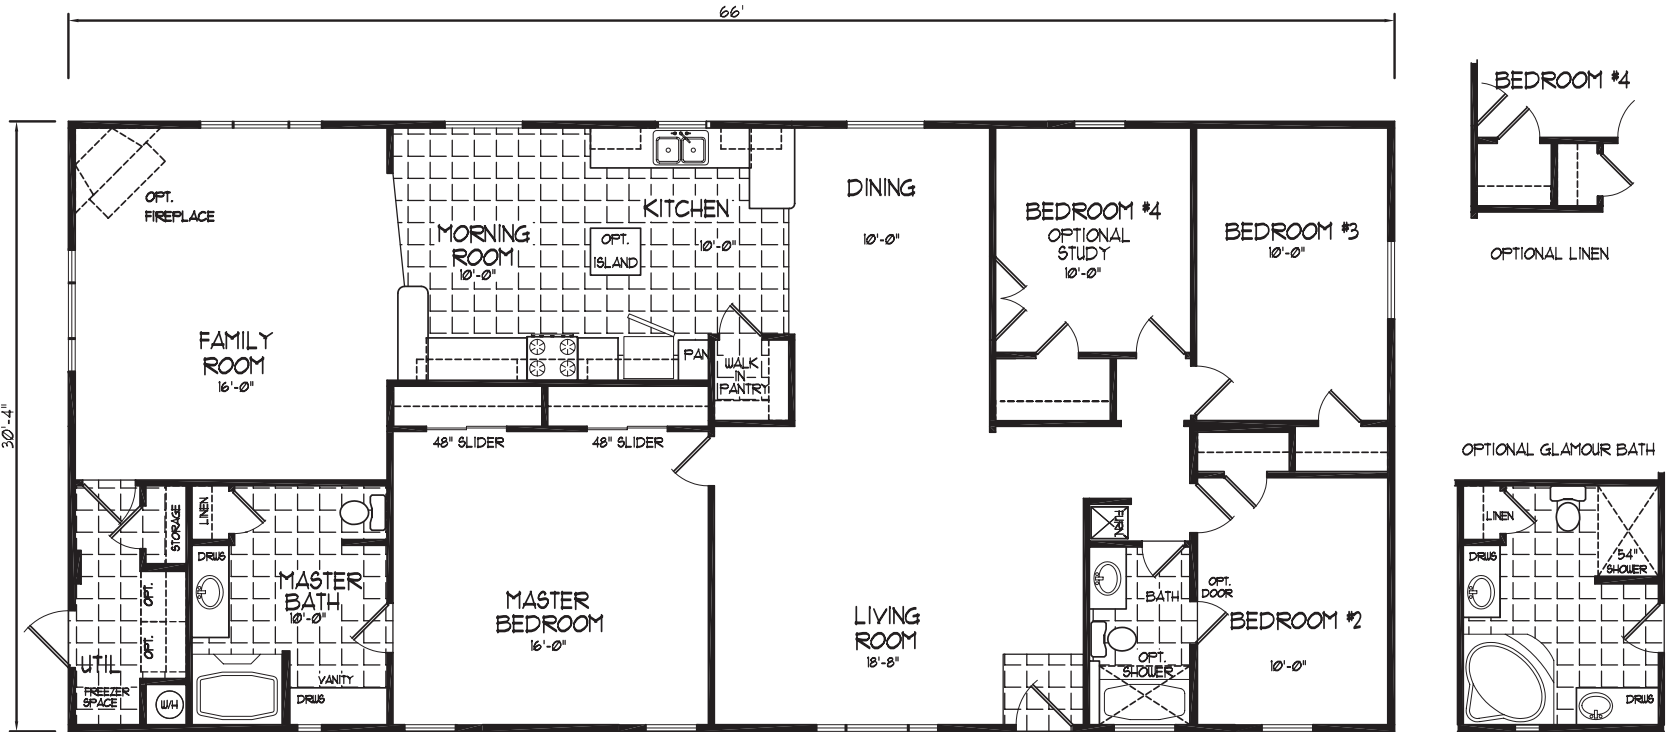 66'
30'-4"
OPT.
FIREPLACE
FAMILY
ROOM
16'-0"
MORNING
ROOM
10'-0"
KITCHEN
10'-0"
OPT.
ISLAND
PAN
WALK
IN
PANTRY
DINING
10'-0"
BEDROOM #4
OPTIONAL
STUDY
10'-0"
BEDROOM #3
10'-0"
48" SLIDER
48" SLIDER
STORAGE
LINEN
DRWS
OPT.
OPT.
MASTER
BATH
10'-0"
UTIL
FREEZER
SPACE
W/H
VANITY
DRWS
MASTER
BEDROOM
16'-0"
LIVING
ROOM
18'-8"
FURN
BATH
OPT.
SHOWER
OPT.
DOOR
BEDROOM #2
10'-0"
BEDROOM #4
OPTIONAL LINEN
OPTIONAL GLAMOUR BATH
LINEN
DRWS
54"
SHOWER
DRWS